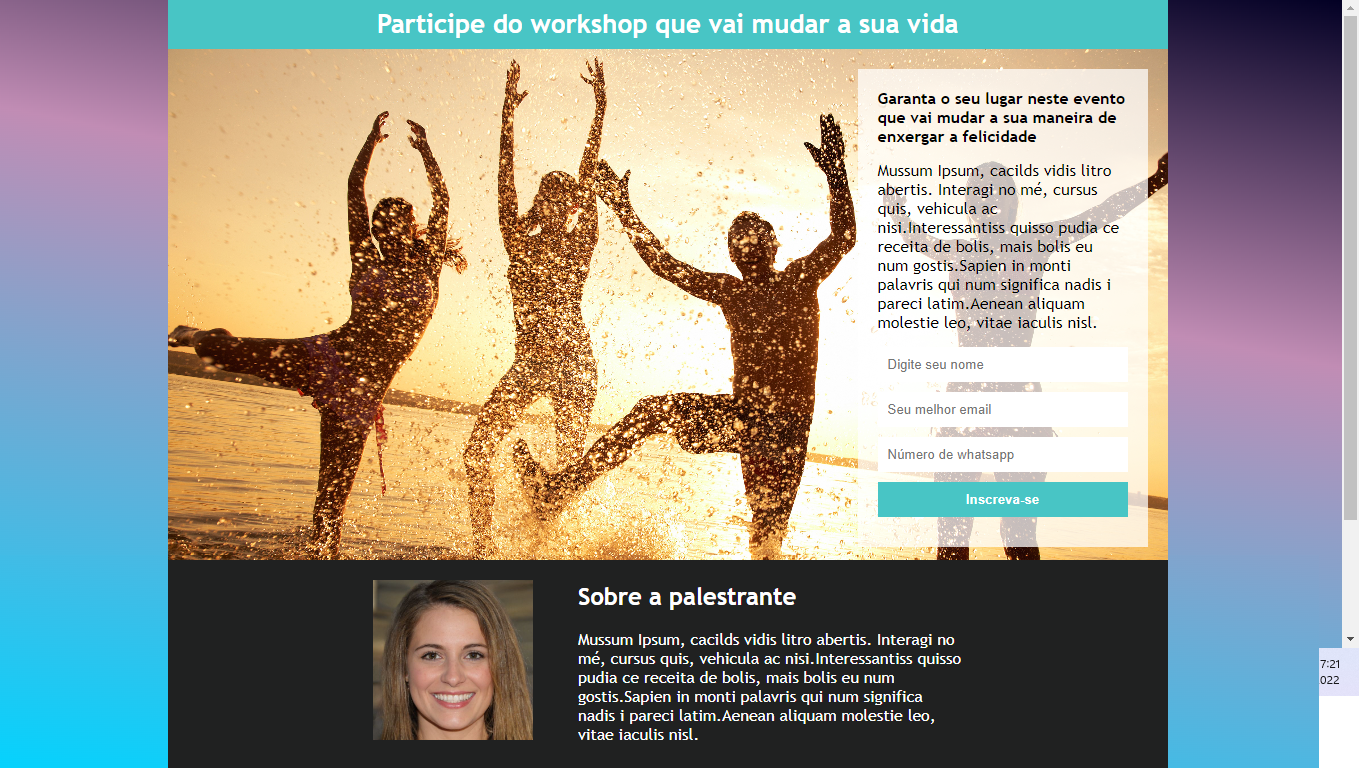 Participe do workshop que vai mudar a sua vida
Garanta o seu lugar neste evento
que vai mudar a sua maneira de
enxergar a felicidade
Mussum Ipsum, cacilds vidis litro
abertis. Interagi no mé, cursus
quis, vehicula ac
nisi.Interessantiss quisso pudia ce
receita de bolis, mais bolis eu
num gostis.Sapien in monti
palavris qui num significa nadis i
pareci latim.Aenean aliquam
molestie leo, vitae iaculis nisl.
Digite seu nome
Seu melhor email
Número de whatsapp
Inscreva-se
Sobre a palestrante
Mussum Ipsum, cacilds vidis litro abertis. Interagi no
mé, cursus quis, vehicula ac nisi.Interessantiss quisso
pudia ce receita de bolis, mais bolis eu num
gostis.Sapien in monti palavris qui num significa
nadis i pareci latim.Aenean aliquam molestie leo,
vitae iaculis nisl.
7:21
022